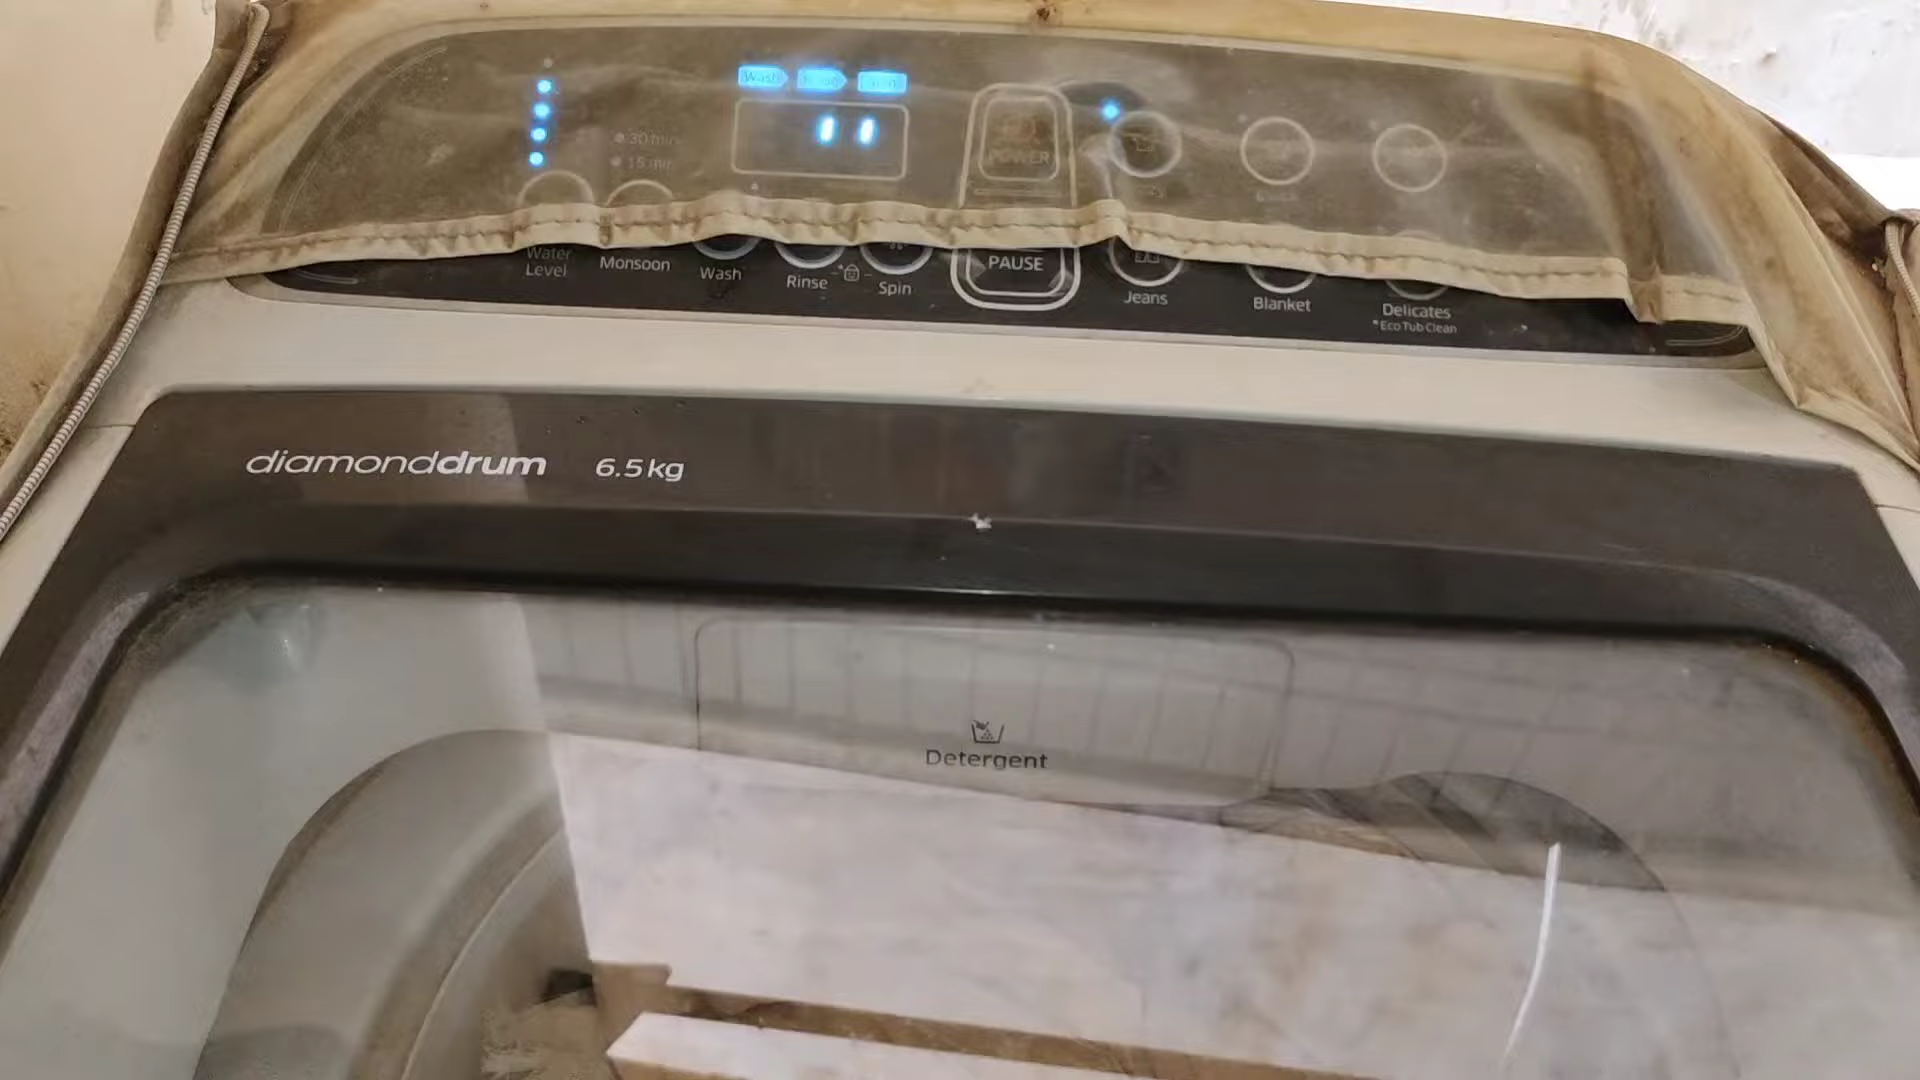 Wash
30 min
15 min
POWER
Water
Level
Monsoon
Wash
Rinse
Spin
PAUSE
Jeans
Blanket
Delicates
*Eco Tub Clean
diamonddrum 6.5kg
Detergent